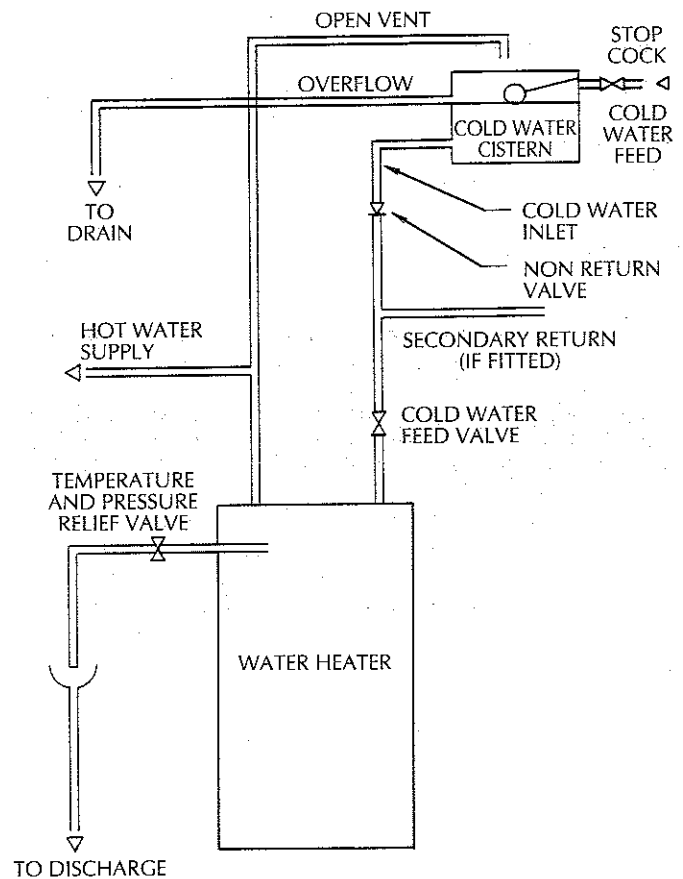 OPEN VENT
STOP
COCK
OVERFLOW
COLD WATER
CISTERN
COLD
WATER
FEED
TO
DRAIN
COLD WATER
INLET
NON RETURN
VALVE
HOT WATER
SUPPLY
SECONDARY RETURN
(IF FITTED)
COLD WATER
FEED VALVE
TEMPERATURE
AND PRESSURE
RELIEF VALVE
WATER HEATER
TO DISCHARGE